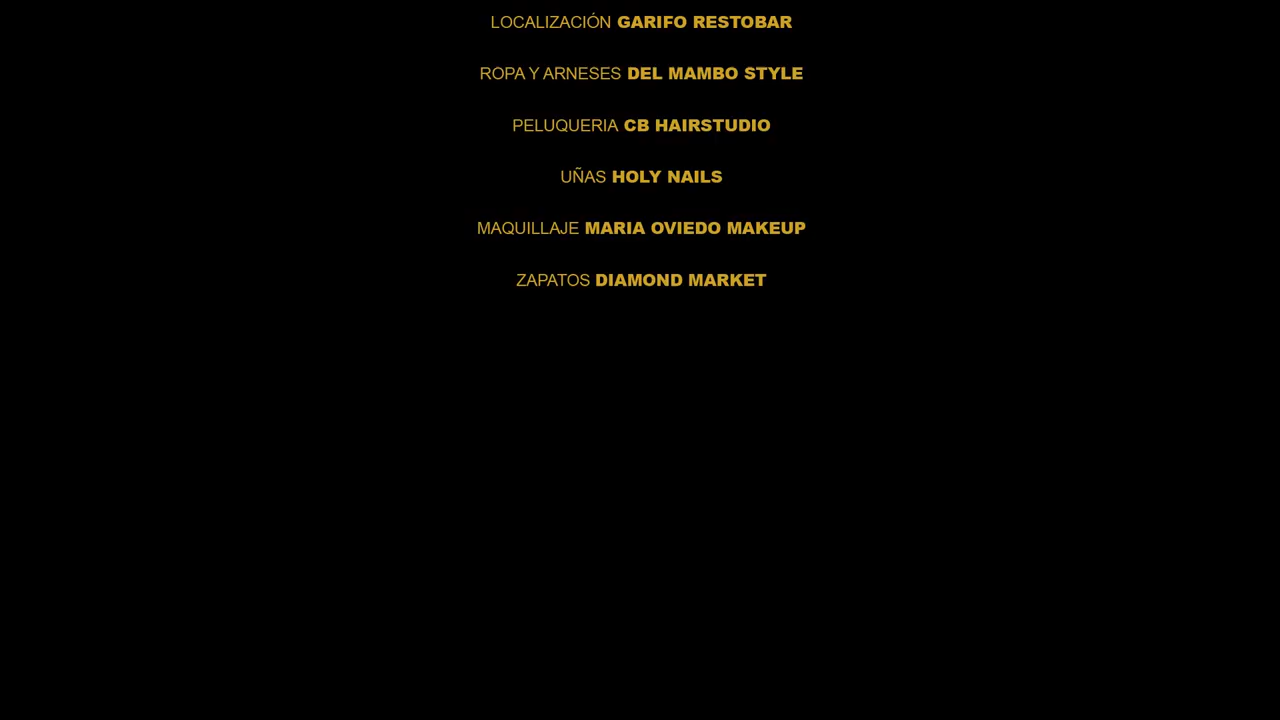 LOCALIZACIÓN GARIFO RESTOBAR
ROPA Y ARNESES DEL MAMBO STYLE
PELUQUERIA CB HAIRSTUDIO
UÑAS HOLY NAILS
MAQUILLAJE MARIA OVIEDO MAKEUP
ZAPATOS DIAMOND MARKET